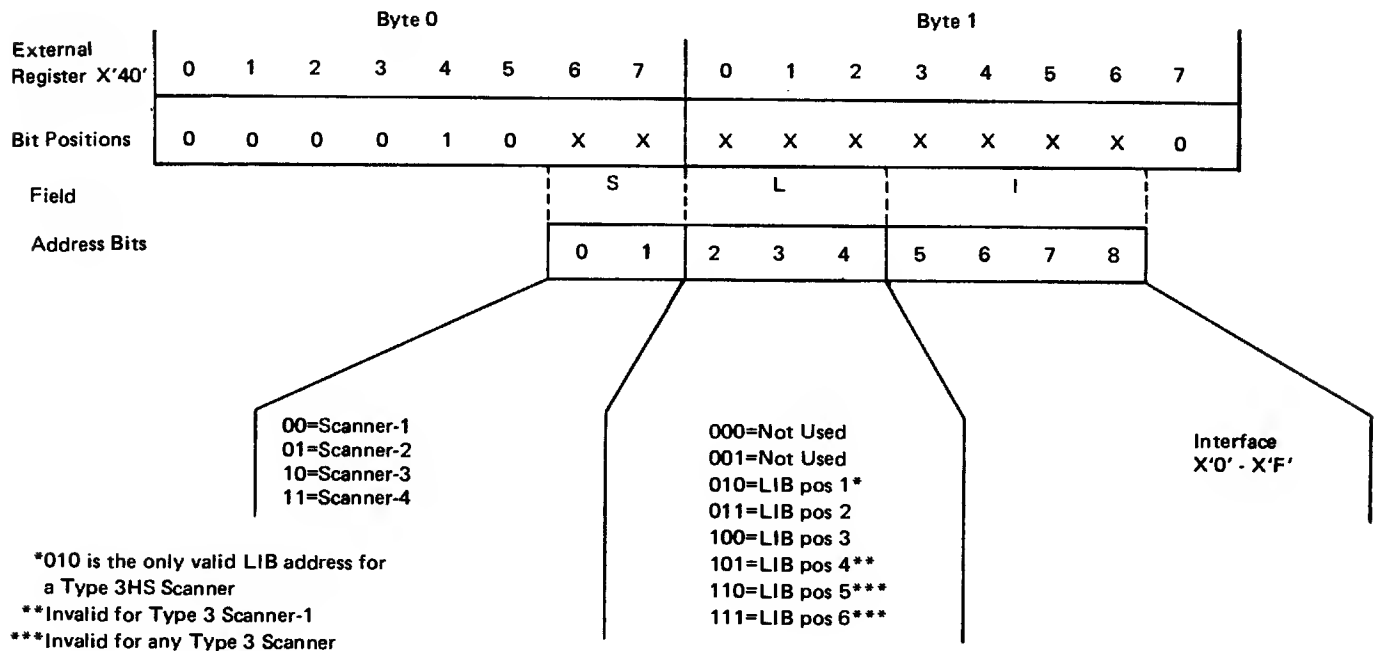 Byte 0 Byte 1
External
Register X'40' 0 1 2 3 4 5 6 7 0 1 2 3 4 5 6 7
Bit Positions 0 0 0 0 1 0 X X X X X X X X X 0
Field S L I
Address Bits 0 1 2 3 4 5 6 7 8
00=Scanner-1
01=Scanner-2
10=Scanner-3
11=Scanner-4
000=Not Used
001=Not Used
010=LIB pos 1*
011=LIB pos 2
100=LIB pos 3
101=LIB pos 4**
110=LIB pos 5***
111=LIB pos 6***
Interface
X'0' - X'F'
*010 is the only valid LIB address for
a Type 3HS Scanner
**Invalid for Type 3 Scanner-1
***Invalid for any Type 3 Scanner